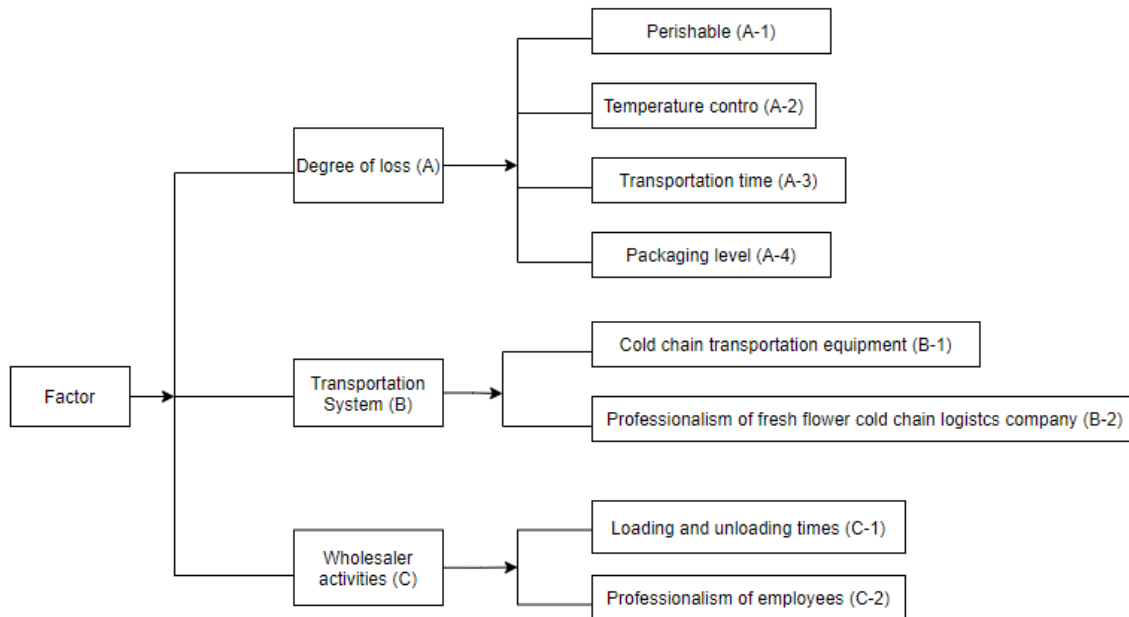 Perishable (A-1)
Temperature contro (A-2)
Degree of loss (A)
Transportation time (A-3)
Packaging level (A-4)
Cold chain transportation equipment (B-1)
Factor
Transportation
System (B)
Professionalism of fresh flower cold chain logistcs company (B-2)
Loading and unloading times (C-1)
Wholesaler
activities (C)
Professionalism of employees (C-2)